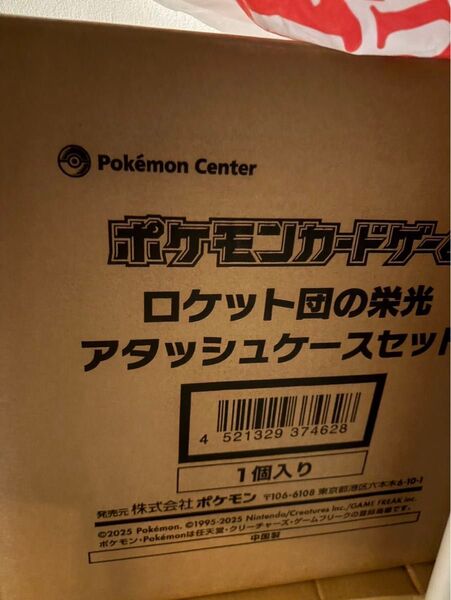 Pokémon Center
ポケモンカードゲーム
ロケット団の栄光
アタッシュケースセット
4 521329 374628
1個入り
発売元 株式会社 ポケモン 〒106-6108 東京都港区六本木6-10-1
©2025 Pokémon. ©1995-2025 Nintendo/Creatures Inc./GAME FREAK inc.
ポケモン・Pokémonは任天堂・クリーチャーズ・ゲームフリークの登録商標です。
中国製